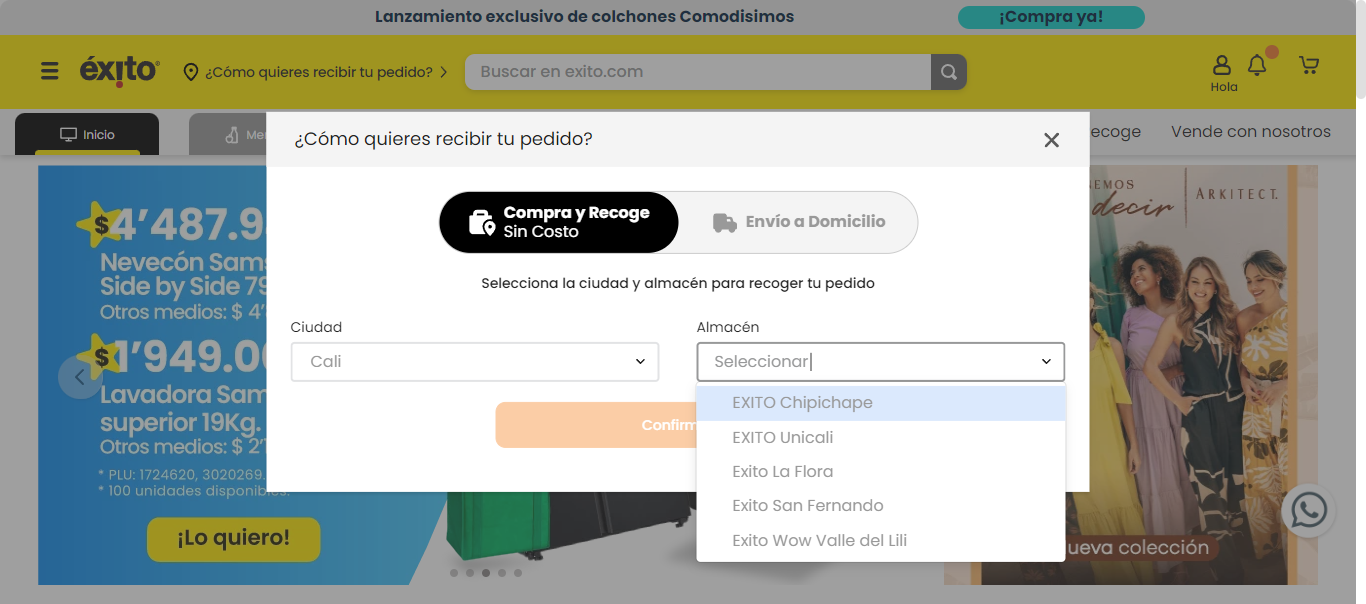 Lanzamiento exclusivo de colchones Comodisimos
¡Compra ya!
éxito
¿Cómo quieres recibir tu pedido?
Buscar en exito.com
Hola
Inicio
Vende con nosotros
¿Cómo quieres recibir tu pedido?
Compra y Recoge
Sin Costo
Envío a Domicilio
Selecciona la ciudad y almacén para recoger tu pedido
Ciudad
Almacén
Cali
Seleccionar
EXITO Chipichape
EXITO Unicali
Exito La Flora
Exito San Fernando
Exito Wow Valle del Lili
Confirm
$4'487.9
Nevecón Sams
Side by Side 79
Otros medios: $ 4'
$1'949.0
Lavadora Sam
superior 19Kg.
Otros medios: $ 2'1
* PLU: 1724620, 3020269.
* 100 unidades disponibles.
¡Lo quiero!
decir
ARKITECT.
ueva colección